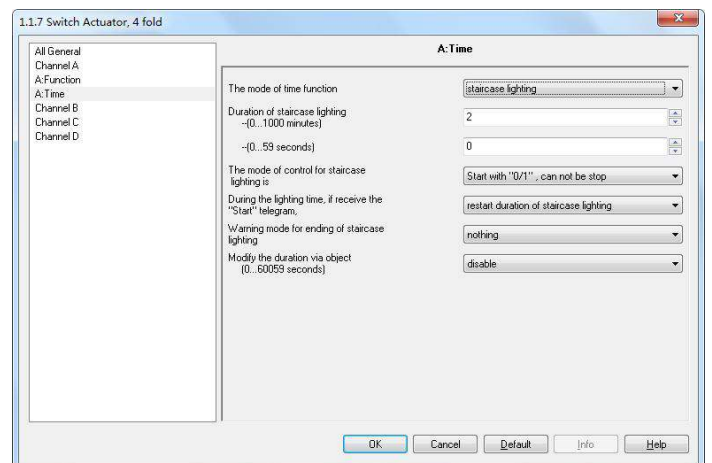 1.1.7 Switch Actuator, 4 fold
All General
Channel A
A:Function
A:Time
Channel B
Channel C
Channel D
A:Time
The mode of time function
staircase lighting
Duration of staircase lighting
--(0...1000 minutes)
2
--(0...59 seconds)
0
The mode of control for staircase
lighting is
Start with "0/1" , can not be stop
During the lighting time, if receive the
"Start" telegram,
restart duration of staircase lighting
Warning mode for ending of staircase
lighting
nothing
Modify the duration via object
(0...60059 seconds)
disable
OK
Cancel
Default
Info
Help